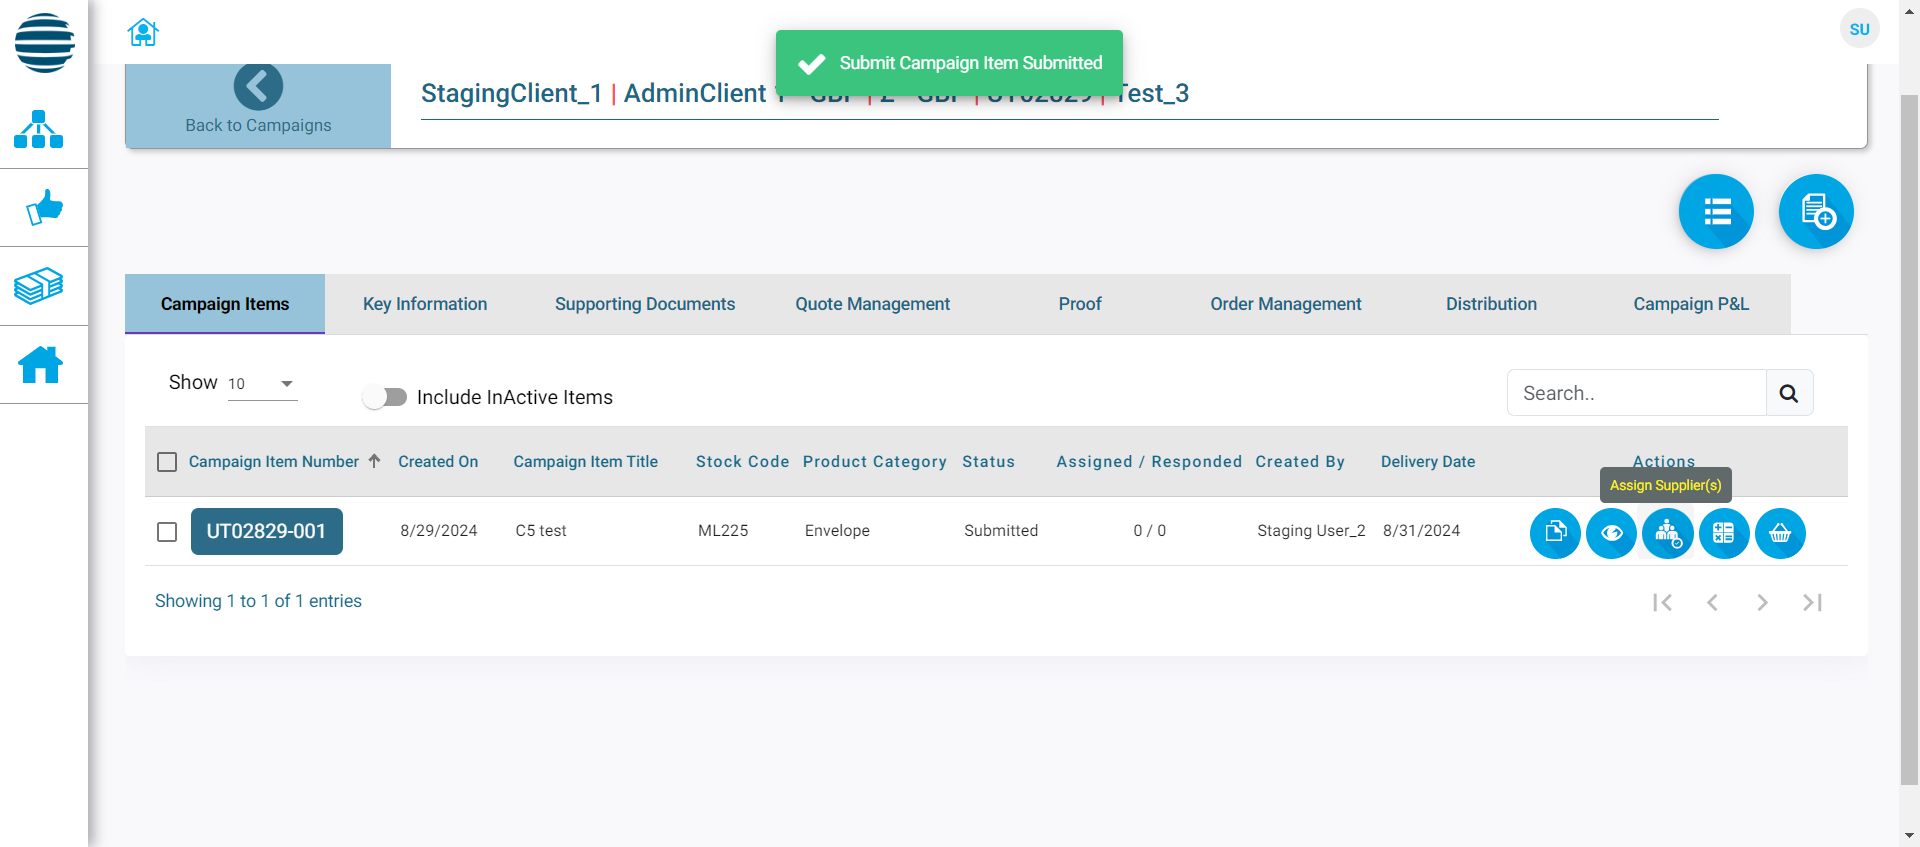 SU
Submit Campaign Item Submitted
Back to Campaigns
StagingClient_1 | AdminClient 1 - GBP | £ - GBP | UT02829 | Test_3
Campaign Items Key Information Supporting Documents Quote Management Proof Order Management Distribution Campaign P&L
Show 10 Include InActive Items Search..
Campaign Item Number Created On Campaign Item Title Stock Code Product Category Status Assigned / Responded Created By Delivery Date Actions
Assign Supplier(s)
UT02829-001 8/29/2024 C5 test ML225 Envelope Submitted 0 / 0 Staging User_2 8/31/2024
Showing 1 to 1 of 1 entries